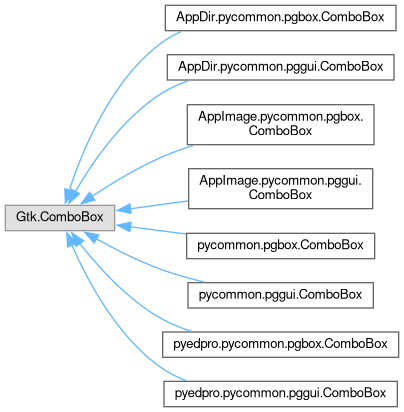 AppDir.pycommon.pgbox.ComboBox
AppDir.pycommon.pggui.ComboBox
AppImage.pycommon.pgbox.
ComboBox
AppImage.pycommon.pggui.
ComboBox
Gtk.ComboBox
pycommon.pgbox.ComboBox
pycommon.pggui.ComboBox
pyedpro.pycommon.pgbox.ComboBox
pyedpro.pycommon.pggui.ComboBox